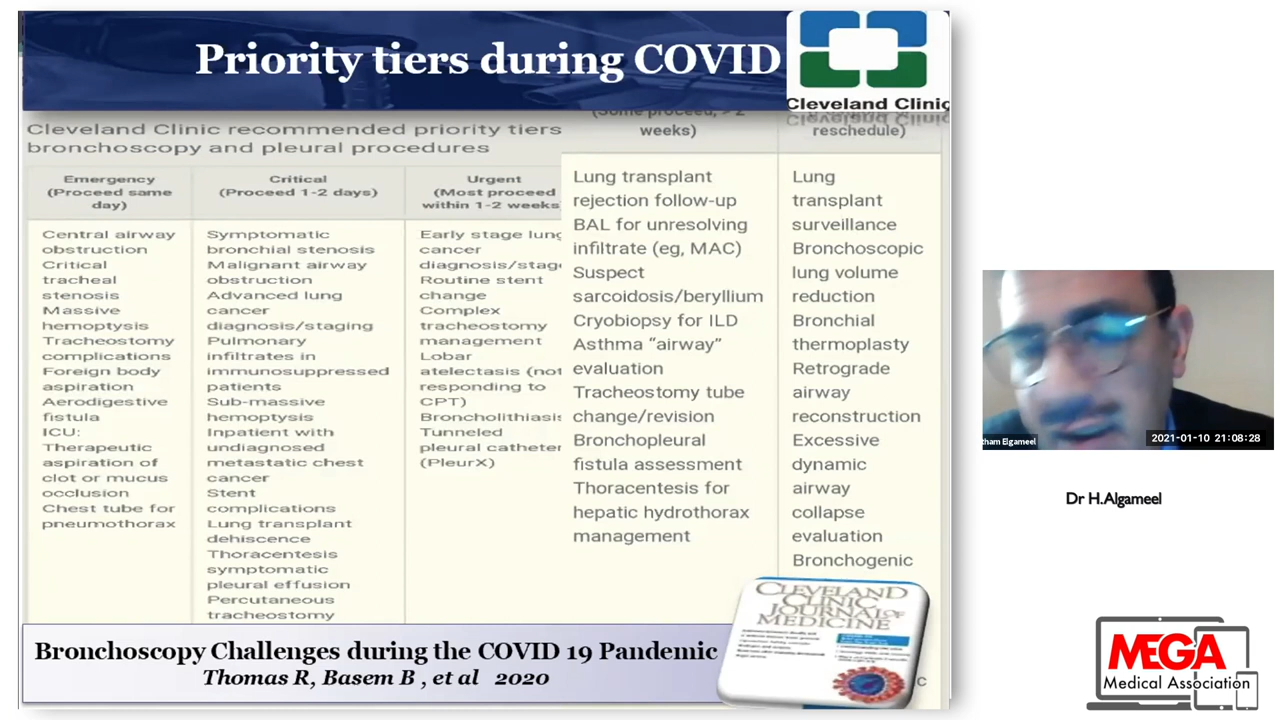 Priority tiers during COVID
Cleveland Clinic
Cleveland Clinic recommended priority tiers
bronchoscopy and pleural procedures
Emergency
(Proceed same
day)
Central airway
obstruction
Critical
tracheal
stenosis
Massive
hemoptysis
Tracheostomy
complications
Foreign body
aspiration
Aerodigestive
fistula
ICU:
Therapeutic
aspiration of
clot or mucus
occlusion
Chest tube for
pneumothorax
Critical
(Proceed 1-2 days)
Symptomatic
bronchial stenosis
Malignant airway
obstruction
Advanced lung
cancer
diagnosis/staging
Pulmonary
infiltrates in
immunosuppressed
patients
Sub-massive
hemoptysis
Inpatient with
undiagnosed
metastatic chest
cancer
Stent
complications
Lung transplant
dehiscence
Thoracentesis
symptomatic
pleural effusion
Percutaneous
tracheostomy
Urgent
(Most proceed
within 1-2 weeks
Early stage lung
cancer
diagnosis/stag
Routine stent
change
Complex
tracheostomy
management
Lobar
atelectasis (not
responding to
CPT)
Broncholithiasis
Tunneled
pleural catheter
(PleurX)
(Some proceed, > 2
weeks)
Lung transplant
rejection follow-up
BAL for unresolving
infiltrate (eg, MAC)
Suspect
sarcoidosis/beryllium
Cryobiopsy for ILD
Asthma “airway”
evaluation
Tracheostomy tube
change/revision
Bronchopleural
fistula assessment
Thoracentesis for
hepatic hydrothorax
management
reschedule)
Lung
transplant
surveillance
Bronchoscopic
lung volume
reduction
Bronchial
thermoplasty
Retrograde
airway
reconstruction
Excessive
dynamic
airway
collapse
evaluation
Bronchogenic
CLEVELAND
CLINIC
JOURNAL OF
MEDICINE
Bronchoscopy Challenges during the COVID 19 Pandemic
Thomas R, Basem B , et al 2020
tham Elgameel
2021-01-10 21:08:28
Dr H.Algameel
MEGA
Medical Association